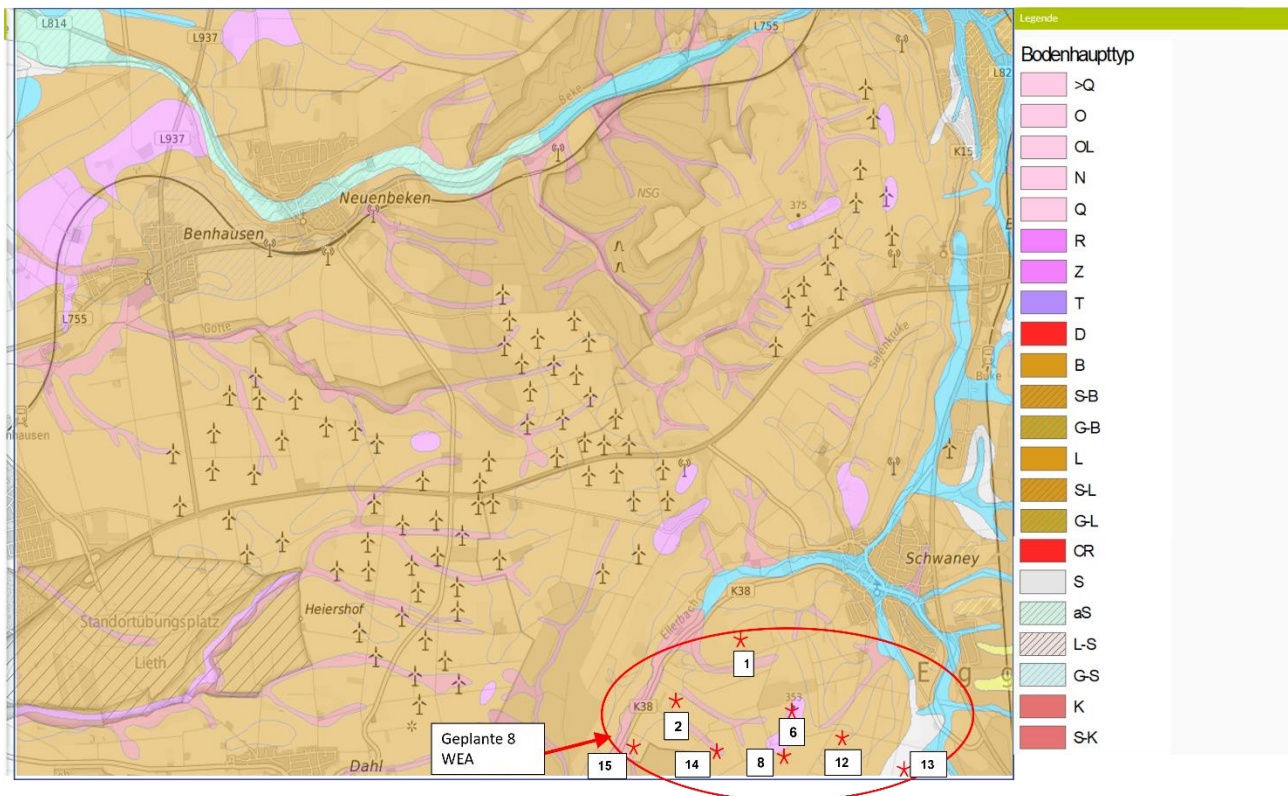 L814
L937
L755
L82
Legende
Bodenhaupttyp
>Q
O
OL
N
Q
R
Z
T
D
B
S-B
G-B
L
S-L
G-L
CR
S
aS
L-S
G-S
K
S-K
Beke
L937
K15
Neuenbeken
NSG
375
Benhausen
L755
Gotte
Salenkruke
Buke
nhausen
Schwaney
K38
Ellerbach
Heiershof
Standortübungsplatz
Lieth
1
E g g
K38
353
2
6
Geplante 8
WEA
15
14
8
12
13
Dahl